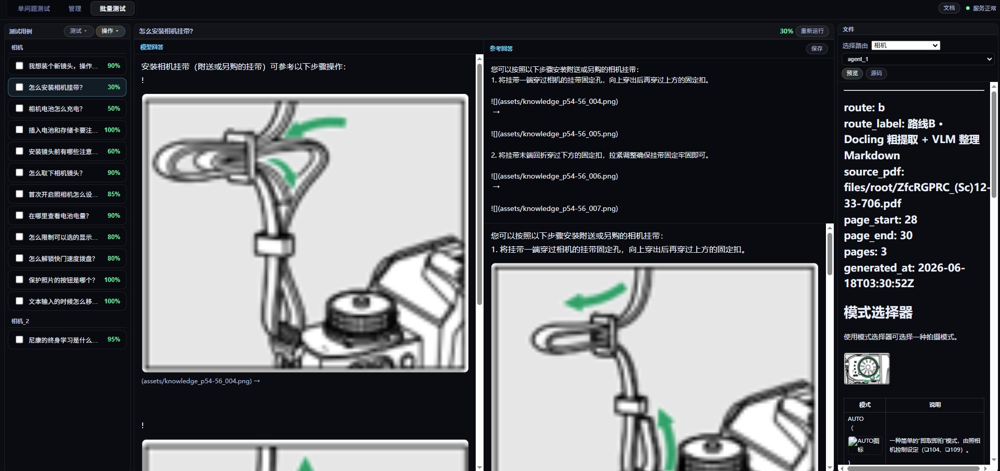 单问题测试
管理
批量测试
文档
服务正常
测试用例
测试
操作
相机
我想装个新镜头，操作... 90%
怎么安装相机挂带？ 30%
相机电池怎么充电？ 50%
插入电池和存储卡要注... 100%
安装镜头前有哪些注意... 60%
怎么取下相机镜头？ 90%
首次开启照相机怎么设... 85%
在哪里查看电池电量？ 90%
怎么限制可以选的显示... 80%
怎么解锁快门速度拨盘？ 80%
保护照片的按钮是哪个？ 100%
文本输入的时候怎么移... 100%
相机_2
尼康的终身学习是什么... 95%
怎么安装相机挂带？
30%
重新运行
模型回答
安装相机挂带（附送或另购的挂带）可参考以下步骤操作：
!
(assets/knowledge_p54-56_004.png) →
!
参考回答
保存
您可以按照以下步骤安装附送或另购的相机挂带：
1. 将挂带一端穿过相机的挂带固定孔，向上穿出后再穿过上方的固定扣。
![](assets/knowledge_p54-56_004.png)
→
![](assets/knowledge_p54-56_005.png)
2. 将挂带末端回折穿过下方的固定扣，拉紧调整确保挂带固定牢固即可。
![](assets/knowledge_p54-56_006.png)
→
![](assets/knowledge_p54-56_007.png)
您可以按照以下步骤安装附送或另购的相机挂带：
1. 将挂带一端穿过相机的挂带固定孔，向上穿出后再穿过上方的固定扣。
文件
选择路由 相机
agent_1
预览
源码
route: b
route_label: 路线B ·
Docling 粗提取 + VLM 整理
Markdown
source_pdf:
files/root/ZfcRGPRC_(Sc)12-
33-706.pdf
page_start: 28
page_end: 30
pages: 3
generated_at: 2026-06-
18T03:30:52Z
模式选择器
使用模式选择器可选择一种拍摄模式。
模式 说明
AUTO
（
AUTO图
标
）
一种简单的"即取即拍"模式，由照相
机控制设定（❏104、❏109）。